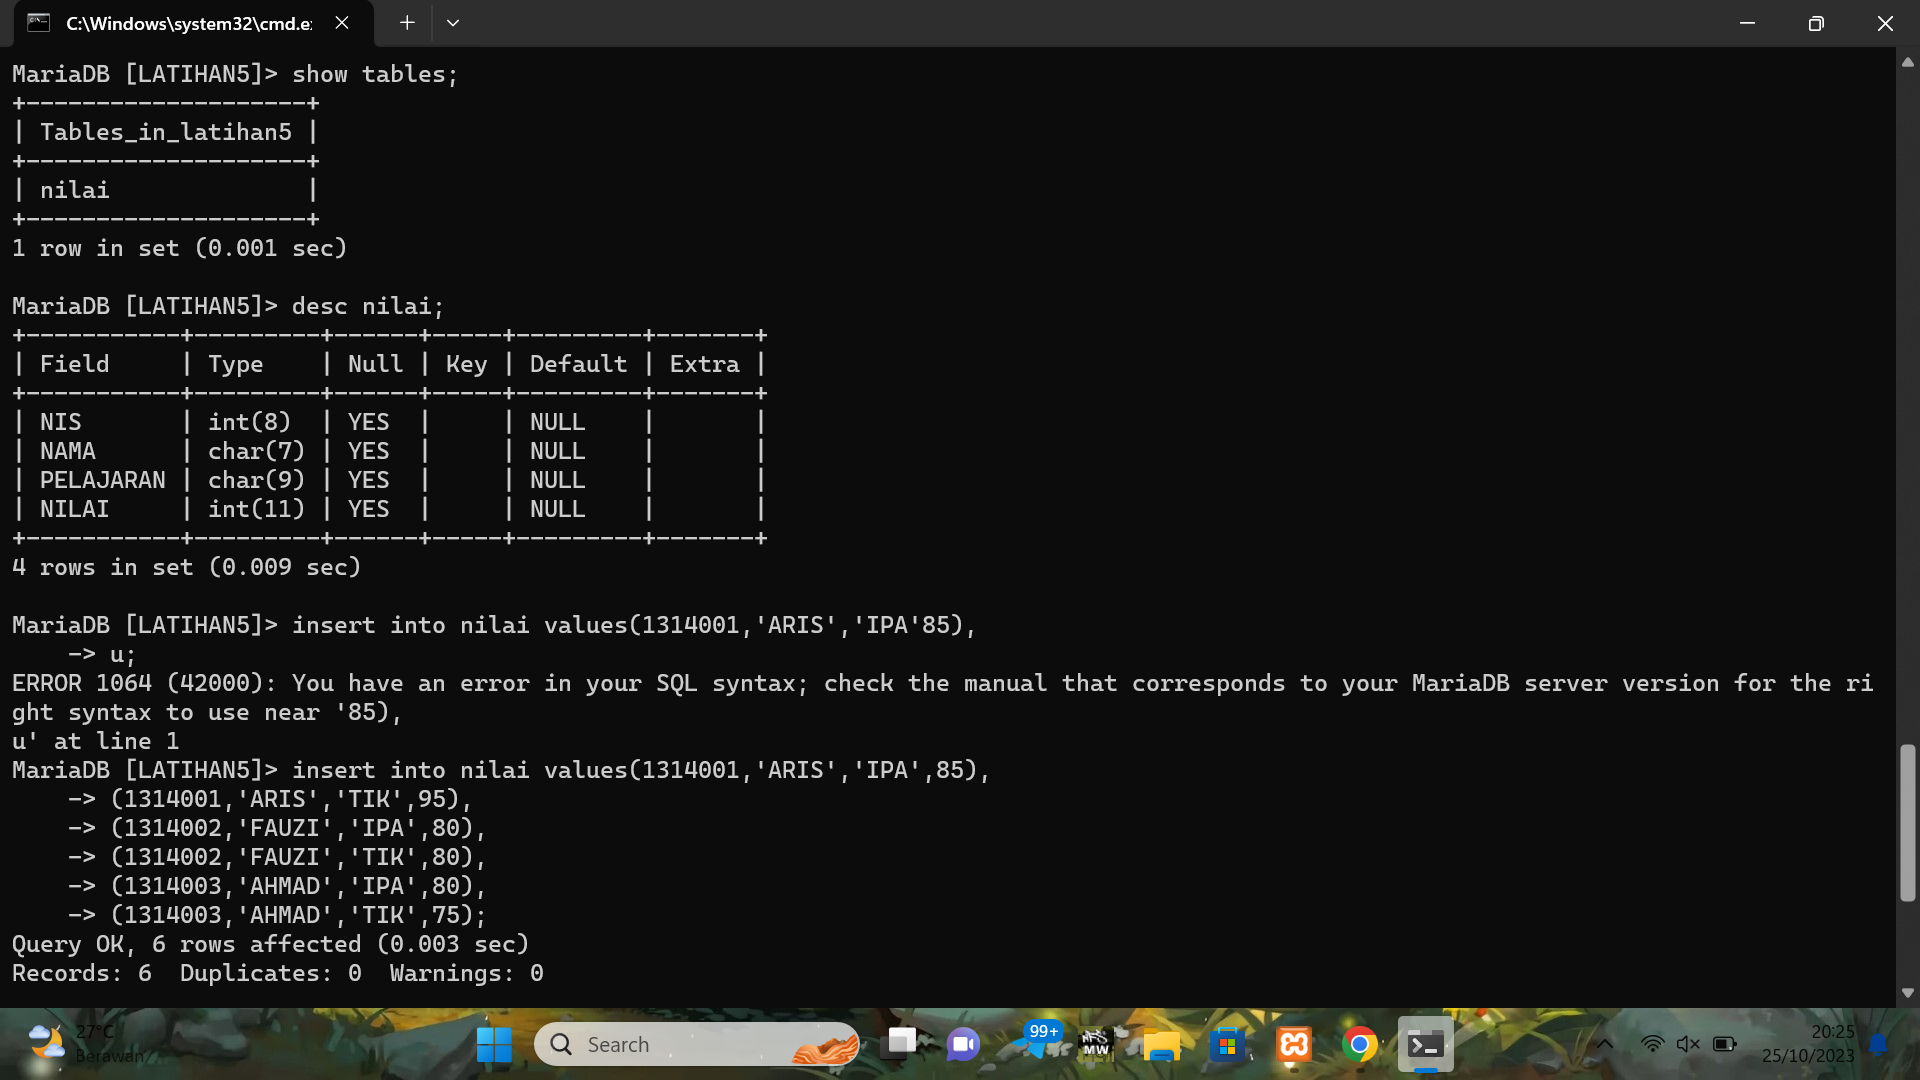 C:\Windows\system32\cmd.e
MariaDB [LATIHAN5]> show tables;
+--------------------+
| Tables_in_latihan5 |
+--------------------+
| nilai              |
+--------------------+
1 row in set (0.001 sec)
MariaDB [LATIHAN5]> desc nilai;
+-----------+---------+------+-----+---------+-------+
| Field     | Type    | Null | Key | Default | Extra |
+-----------+---------+------+-----+---------+-------+
| NIS       | int(8)  | YES  |     | NULL    |       |
| NAMA      | char(7) | YES  |     | NULL    |       |
| PELAJARAN | char(9) | YES  |     | NULL    |       |
| NILAI     | int(11) | YES  |     | NULL    |       |
+-----------+---------+------+-----+---------+-------+
4 rows in set (0.009 sec)
MariaDB [LATIHAN5]> insert into nilai values(1314001,'ARIS','IPA'85),
    -> u;
ERROR 1064 (42000): You have an error in your SQL syntax; check the manual that corresponds to your MariaDB server version for the ri
ght syntax to use near '85),
u' at line 1
MariaDB [LATIHAN5]> insert into nilai values(1314001,'ARIS','IPA',85),
    -> (1314001,'ARIS','TIK',95),
    -> (1314002,'FAUZI','IPA',80),
    -> (1314002,'FAUZI','TIK',80),
    -> (1314003,'AHMAD','IPA',80),
    -> (1314003,'AHMAD','TIK',75);
Query OK, 6 rows affected (0.003 sec)
Records: 6  Duplicates: 0  Warnings: 0
27°C
Berawan
Search
99+
MW
20:25
25/10/2023